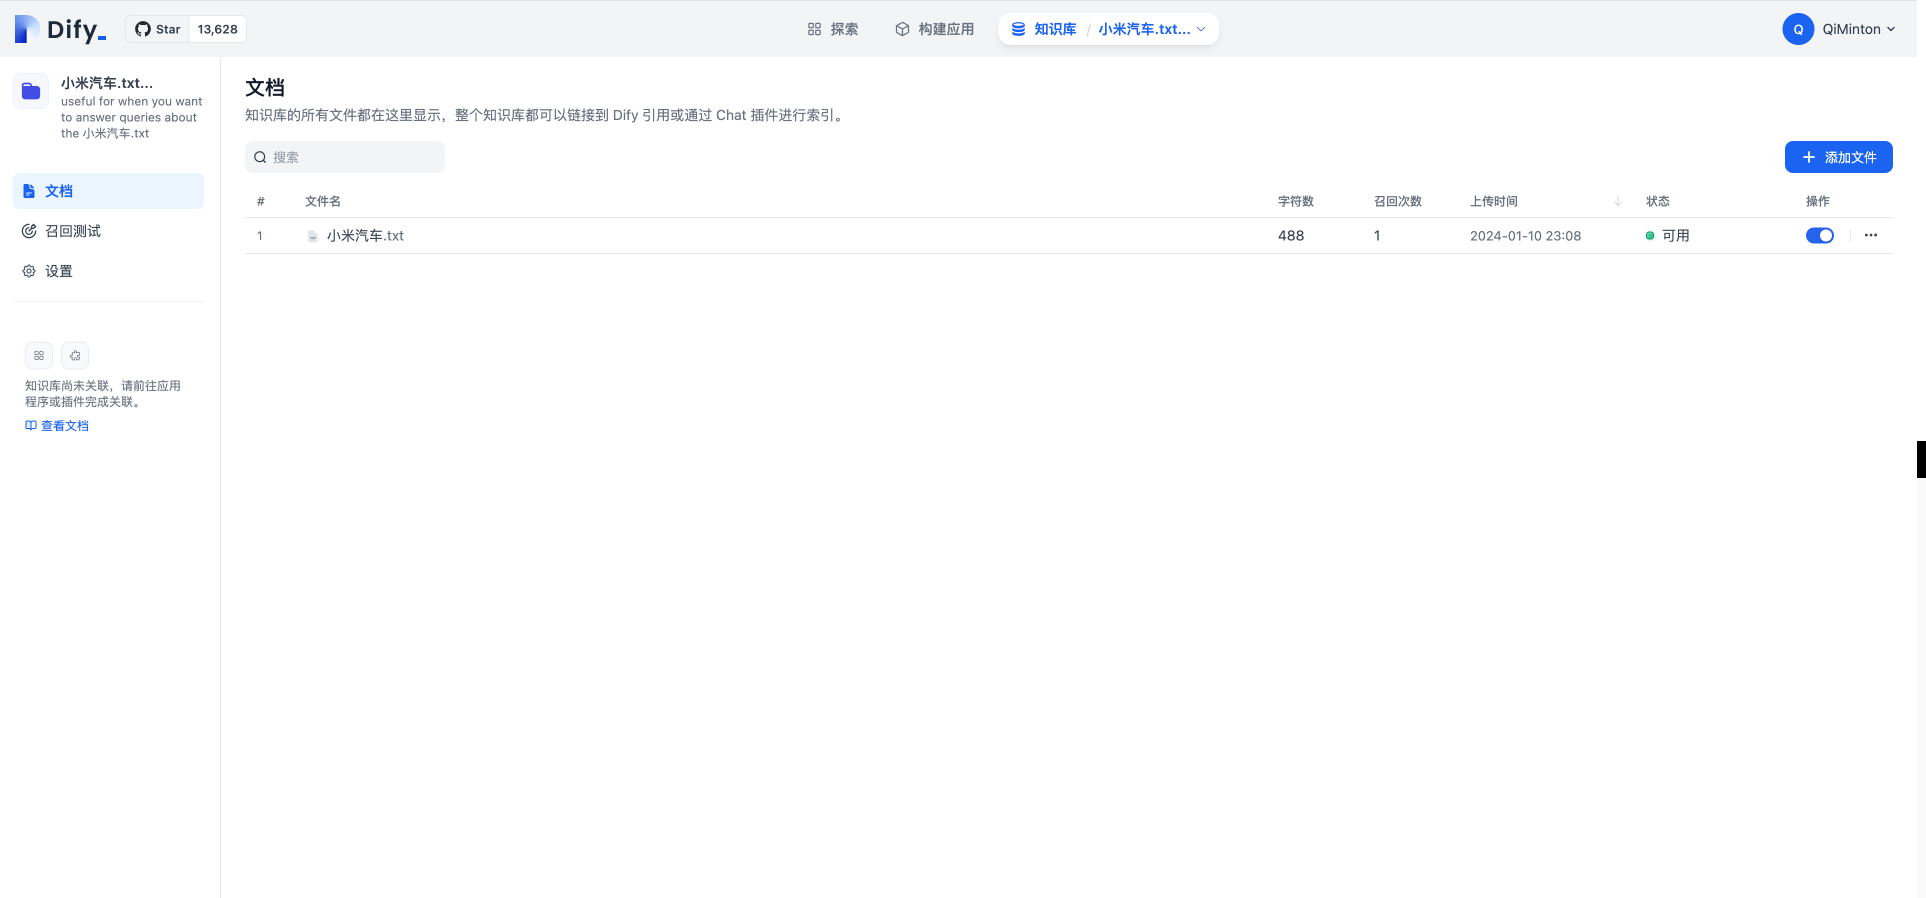 Dify_
Star 13,628
探索
构建应用
知识库 / 小米汽车.txt...
Q QiMinton
小米汽车.txt...
useful for when you want
to answer queries about
the 小米汽车.txt
文档
召回测试
设置
知识库尚未关联，请前往应用
程序或插件完成关联。
查看文档
文档
知识库的所有文件都在这里显示，整个知识库都可以链接到 Dify 引用或通过 Chat 插件进行索引。
搜索
添加文件
# 文件名 字符数 召回次数 上传时间 状态 操作
1 小米汽车.txt 488 1 2024-01-10 23:08 可用